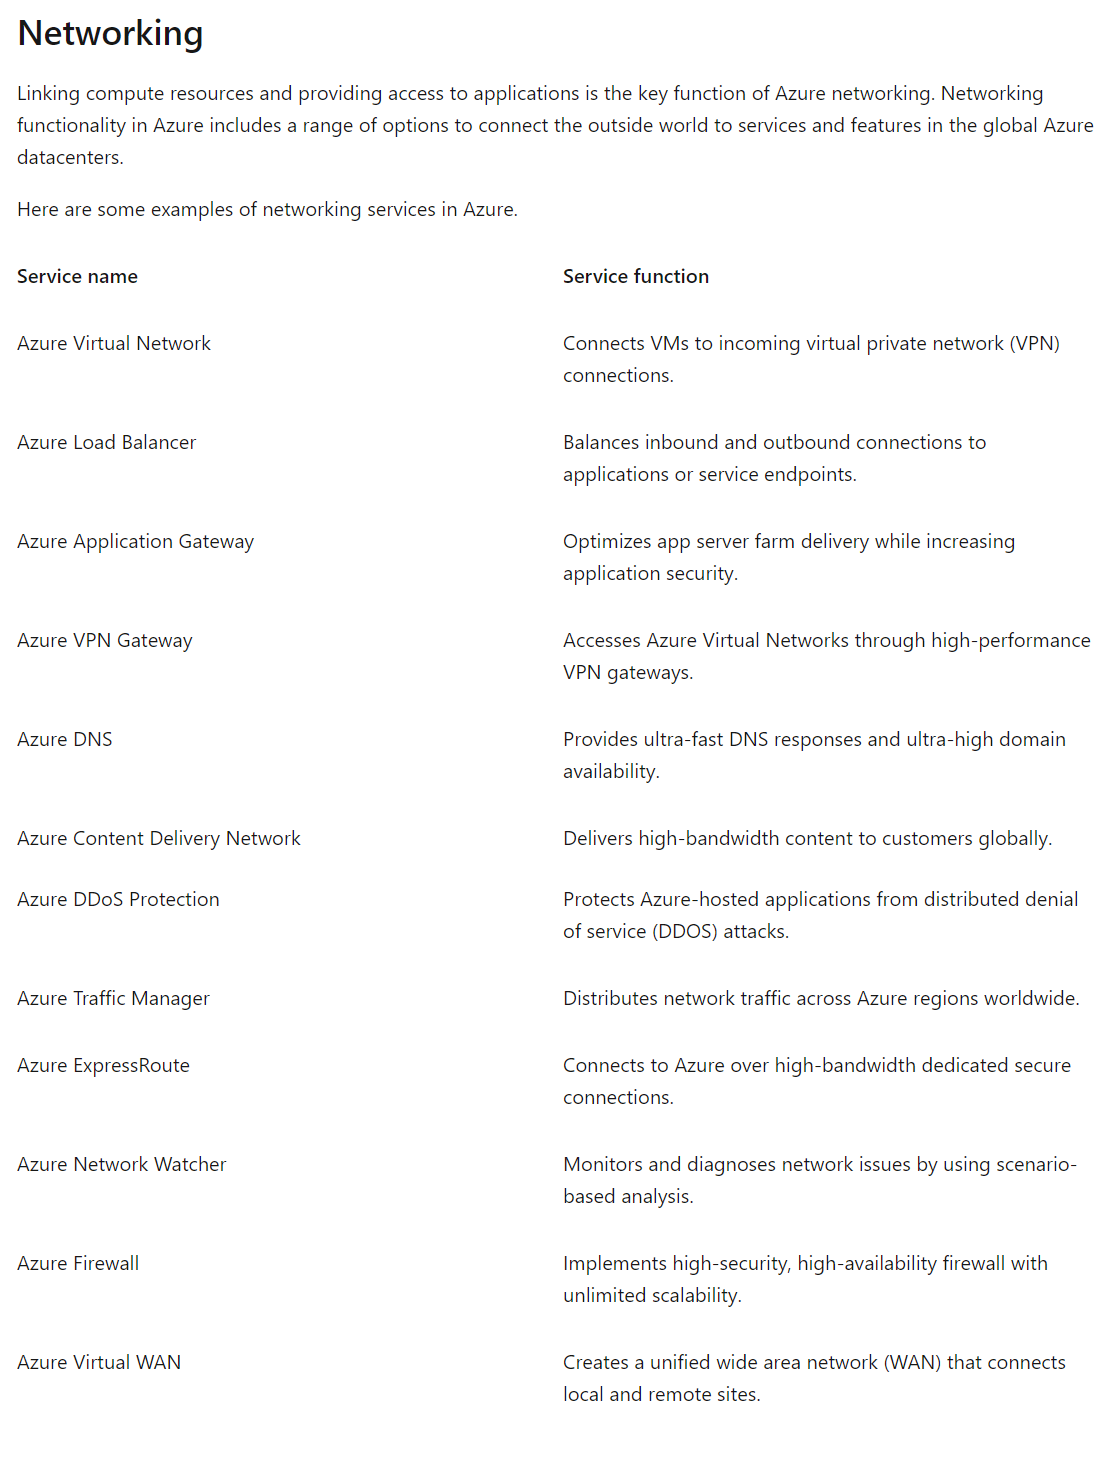 Networking
Linking compute resources and providing access to applications is the key function of Azure networking. Networking
functionality in Azure includes a range of options to connect the outside world to services and features in the global Azure
datacenters.
Here are some examples of networking services in Azure.
Service name
Service function
Azure Virtual Network
Connects VMs to incoming virtual private network (VPN)
connections.
Azure Load Balancer
Balances inbound and outbound connections to
applications or service endpoints.
Azure Application Gateway
Optimizes app server farm delivery while increasing
application security.
Azure VPN Gateway
Accesses Azure Virtual Networks through high-performance
VPN gateways.
Azure DNS
Provides ultra-fast DNS responses and ultra-high domain
availability.
Azure Content Delivery Network
Delivers high-bandwidth content to customers globally.
Azure DDoS Protection
Protects Azure-hosted applications from distributed denial
of service (DDOS) attacks.
Azure Traffic Manager
Distributes network traffic across Azure regions worldwide.
Azure ExpressRoute
Connects to Azure over high-bandwidth dedicated secure
connections.
Azure Network Watcher
Monitors and diagnoses network issues by using scenario-
based analysis.
Azure Firewall
Implements high-security, high-availability firewall with
unlimited scalability.
Azure Virtual WAN
Creates a unified wide area network (WAN) that connects
local and remote sites.